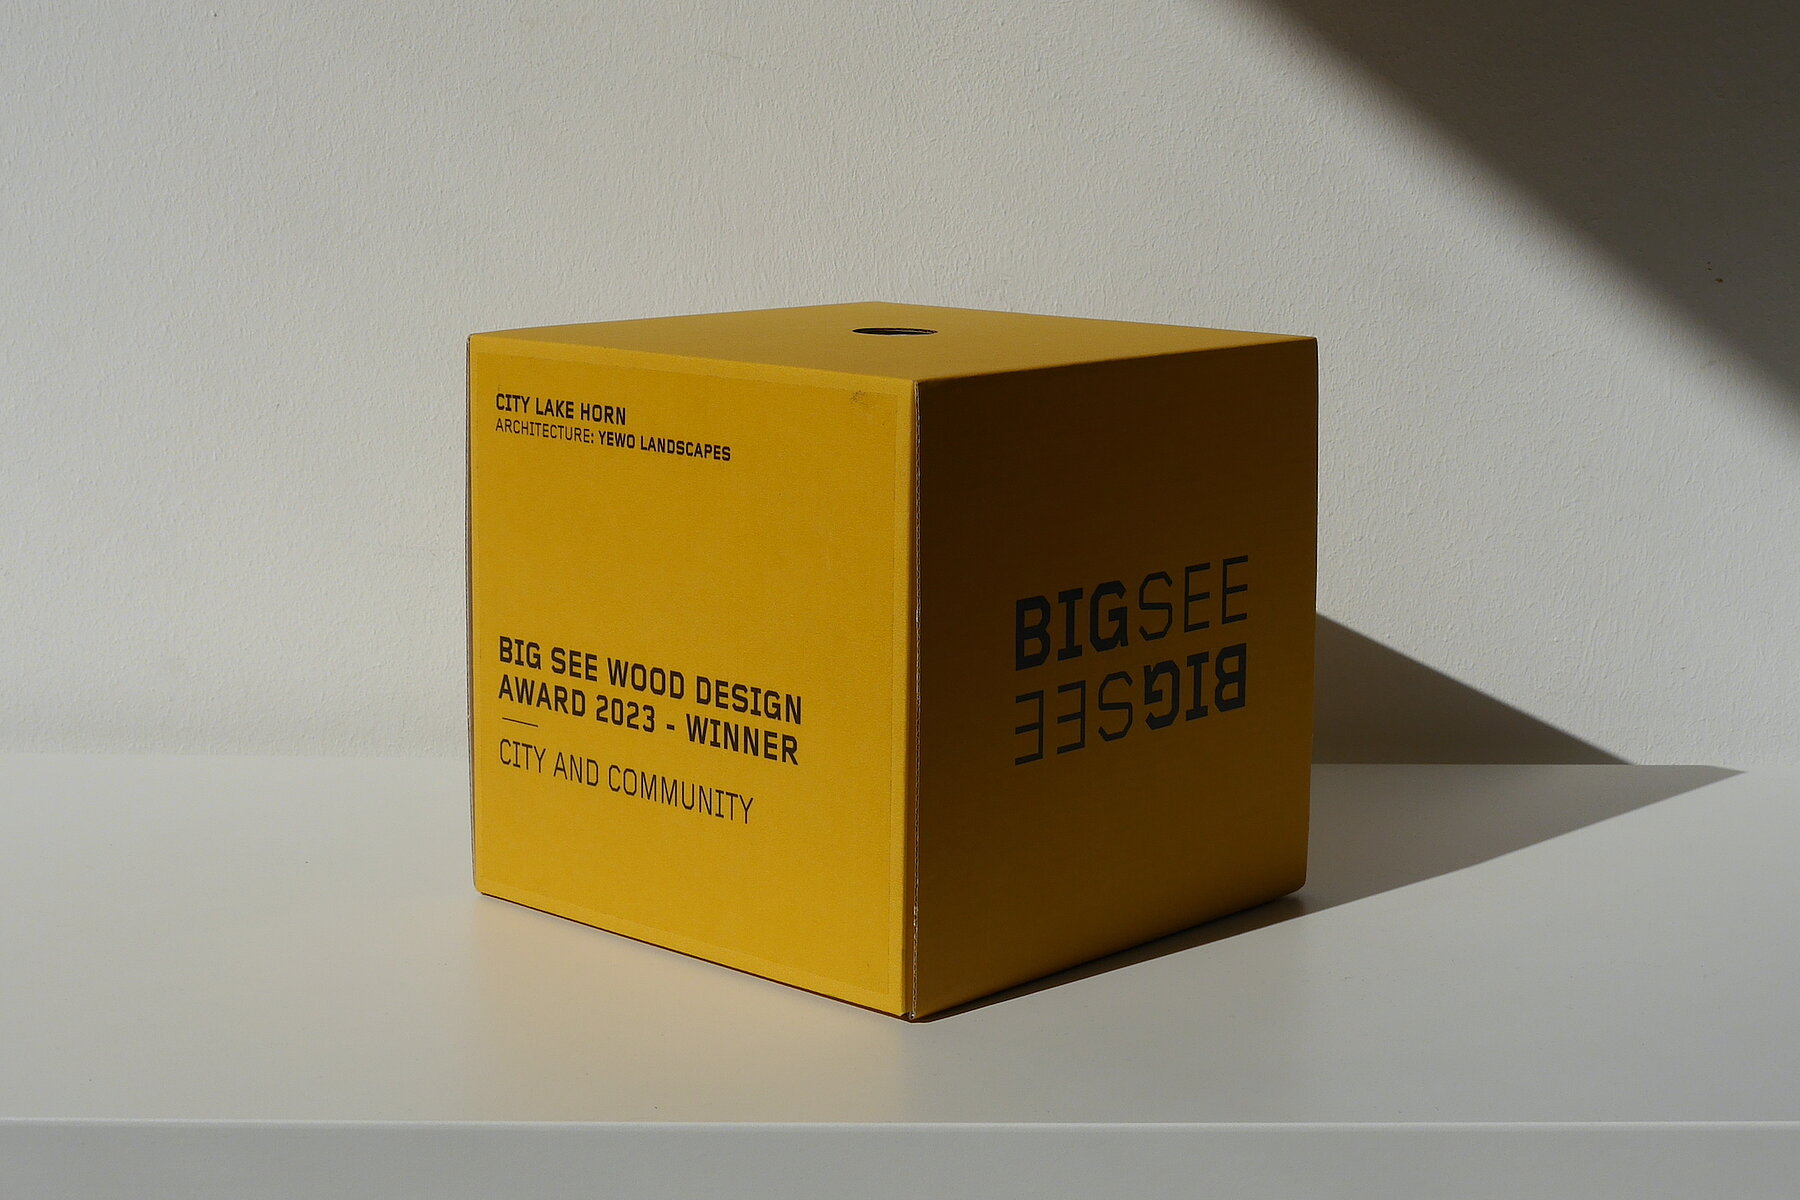 CITY LAKE HORN
ARCHITECTURE: YEWO LANDSCAPES
BIG SEE WOOD DESIGN
AWARD 2023 - WINNER
CITY AND COMMUNITY
BIGSEE
BIGSEE